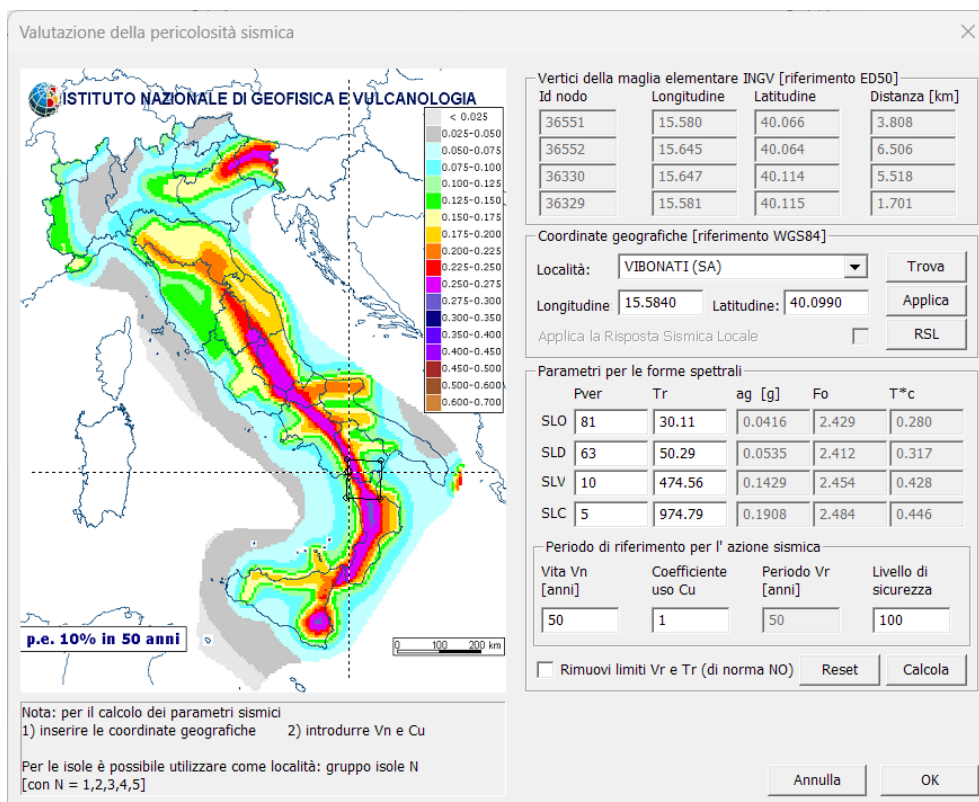 Valutazione della pericolosità sismica
ISTITUTO NAZIONALE DI GEOFISICA E VULCANOLOGIA
< 0.025
0.025-0.050
0.050-0.075
0.075-0.100
0.100-0.125
0.125-0.150
0.150-0.175
0.175-0.200
0.200-0.225
0.225-0.250
0.250-0.275
0.275-0.300
0.300-0.350
0.350-0.400
0.400-0.450
0.450-0.500
0.500-0.600
0.600-0.700
p.e. 10% in 50 anni
0 100 200 km
Nota: per il calcolo dei parametri sismici
1) inserire le coordinate geografiche 2) introdurre Vn e Cu
Per le isole è possibile utilizzare come località: gruppo isole N
[con N = 1,2,3,4,5]
Vertici della maglia elementare INGV [riferimento ED50]
Id nodo Longitudine Latitudine Distanza [km]
36551 15.580 40.066 3.808
36552 15.645 40.064 6.506
36330 15.647 40.114 5.518
36329 15.581 40.115 1.701
Coordinate geografiche [riferimento WGS84]
Località: VIBONATI (SA) Trova
Longitudine 15.5840 Latitudine: 40.0990 Applica
Applica la Risposta Sismica Locale RSL
Parametri per le forme spettrali
Pver Tr ag [g] Fo T*c
SLO 81 30.11 0.0416 2.429 0.280
SLD 63 50.29 0.0535 2.412 0.317
SLV 10 474.56 0.1429 2.454 0.428
SLC 5 974.79 0.1908 2.484 0.446
Periodo di riferimento per l' azione sismica
Vita Vn Coefficiente Periodo Vr Livello di
[anni] uso Cu [anni] sicurezza
50 1 50 100
Rimuovi limiti Vr e Tr (di norma NO) Reset Calcola
Annulla OK